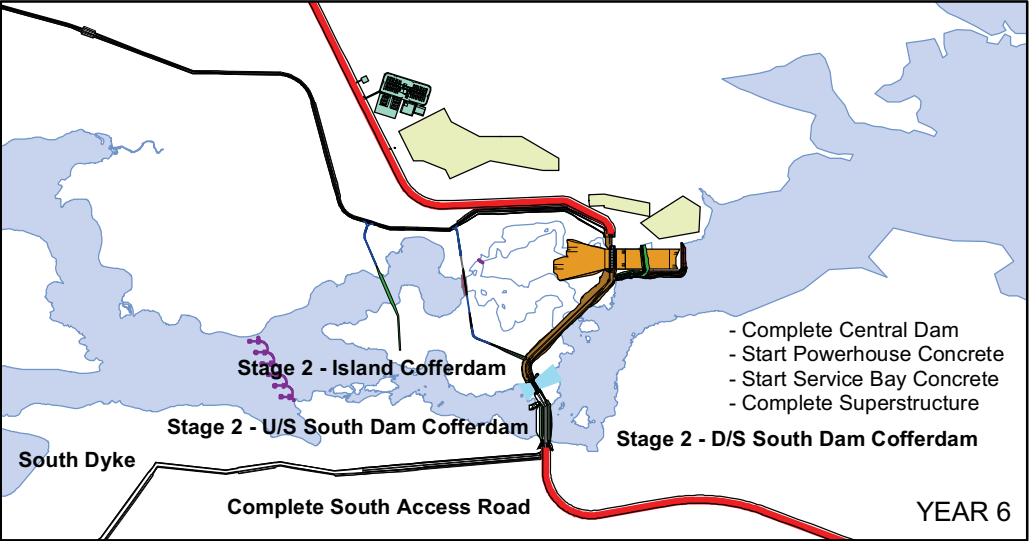 - Complete Central Dam
- Start Powerhouse Concrete
- Start Service Bay Concrete
- Complete Superstructure
Stage 2 - Island Cofferdam
Stage 2 - U/S South Dam Cofferdam
Stage 2 - D/S South Dam Cofferdam
South Dyke
Complete South Access Road
YEAR 6